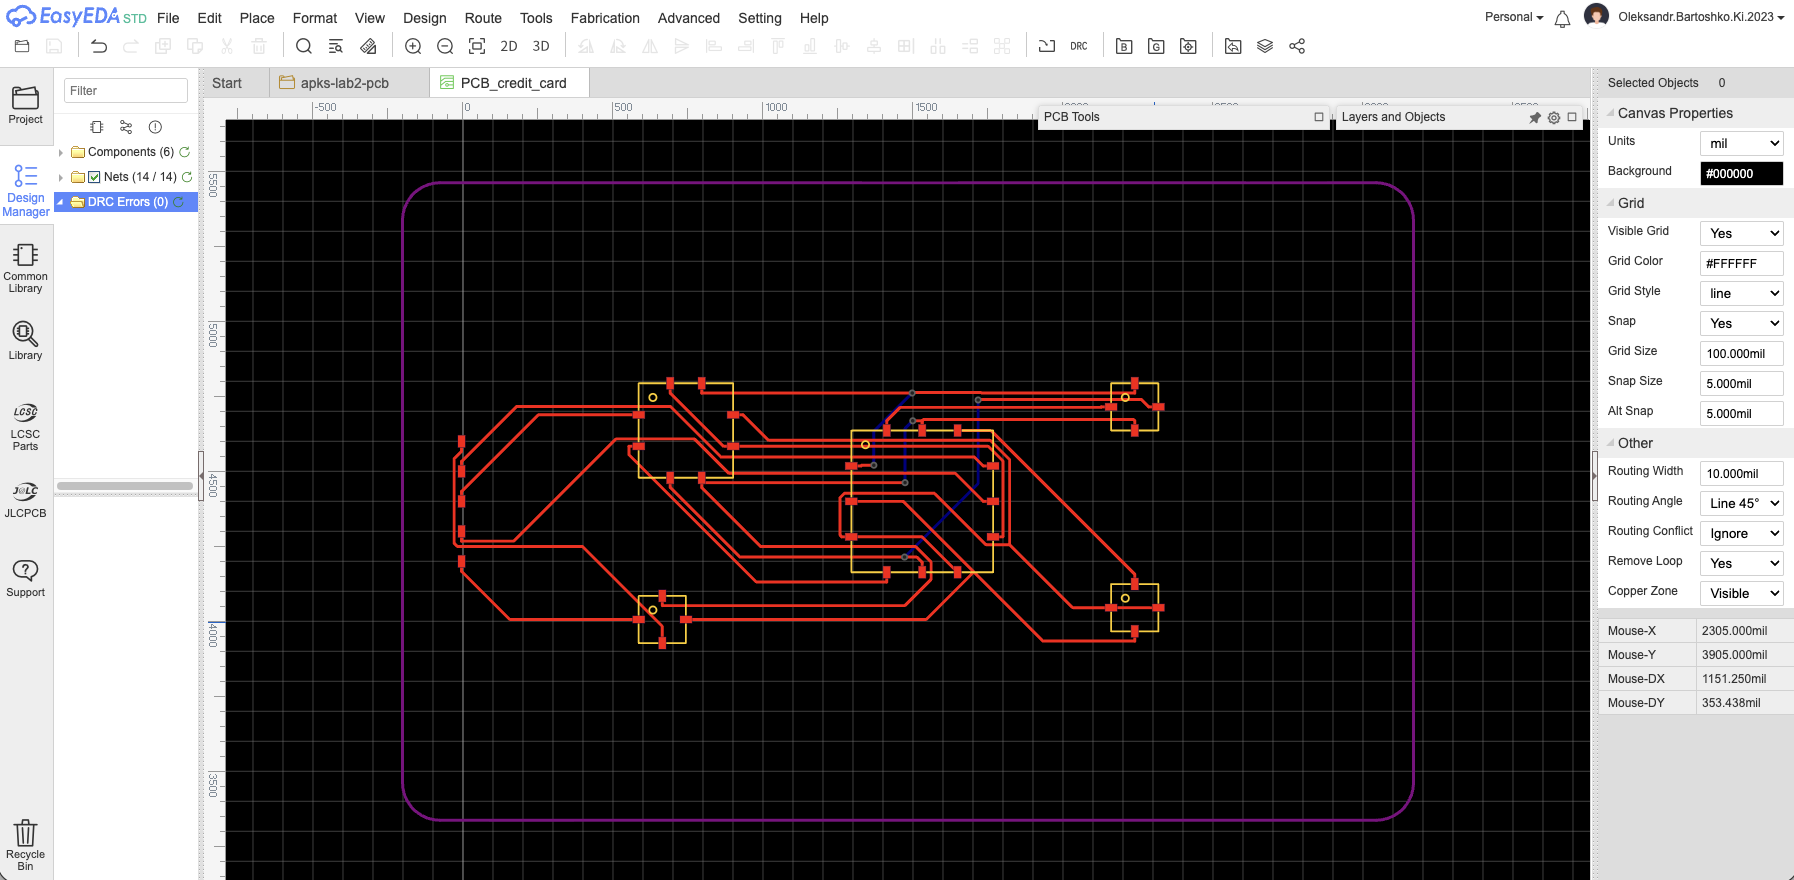 EasyEDA STD File Edit Place Format View Design Route Tools Fabrication Advanced Setting Help Personal Oleksandr.Bartoshko.Ki.2023
2D 3D DRC B G
Start apks-lab2-pcb PCB_credit_card
Project
Design Manager
Common Library
Library
LCSC
LCSC Parts
J@LC
JLCPCB
Support
Recycle Bin
Filter
Components (6)
Nets (14 / 14)
DRC Errors (0)
-500 0 500 1000 1500
5500
5000
4500
4000
3500
PCB Tools
Layers and Objects
Selected Objects 0
Canvas Properties
Units mil
Background #000000
Grid
Visible Grid Yes
Grid Color #FFFFFF
Grid Style line
Snap Yes
Grid Size 100.000mil
Snap Size 5.000mil
Alt Snap 5.000mil
Other
Routing Width 10.000mil
Routing Angle Line 45°
Routing Conflict Ignore
Remove Loop Yes
Copper Zone Visible
Mouse-X 2305.000mil
Mouse-Y 3905.000mil
Mouse-DX 1151.250mil
Mouse-DY 353.438mil